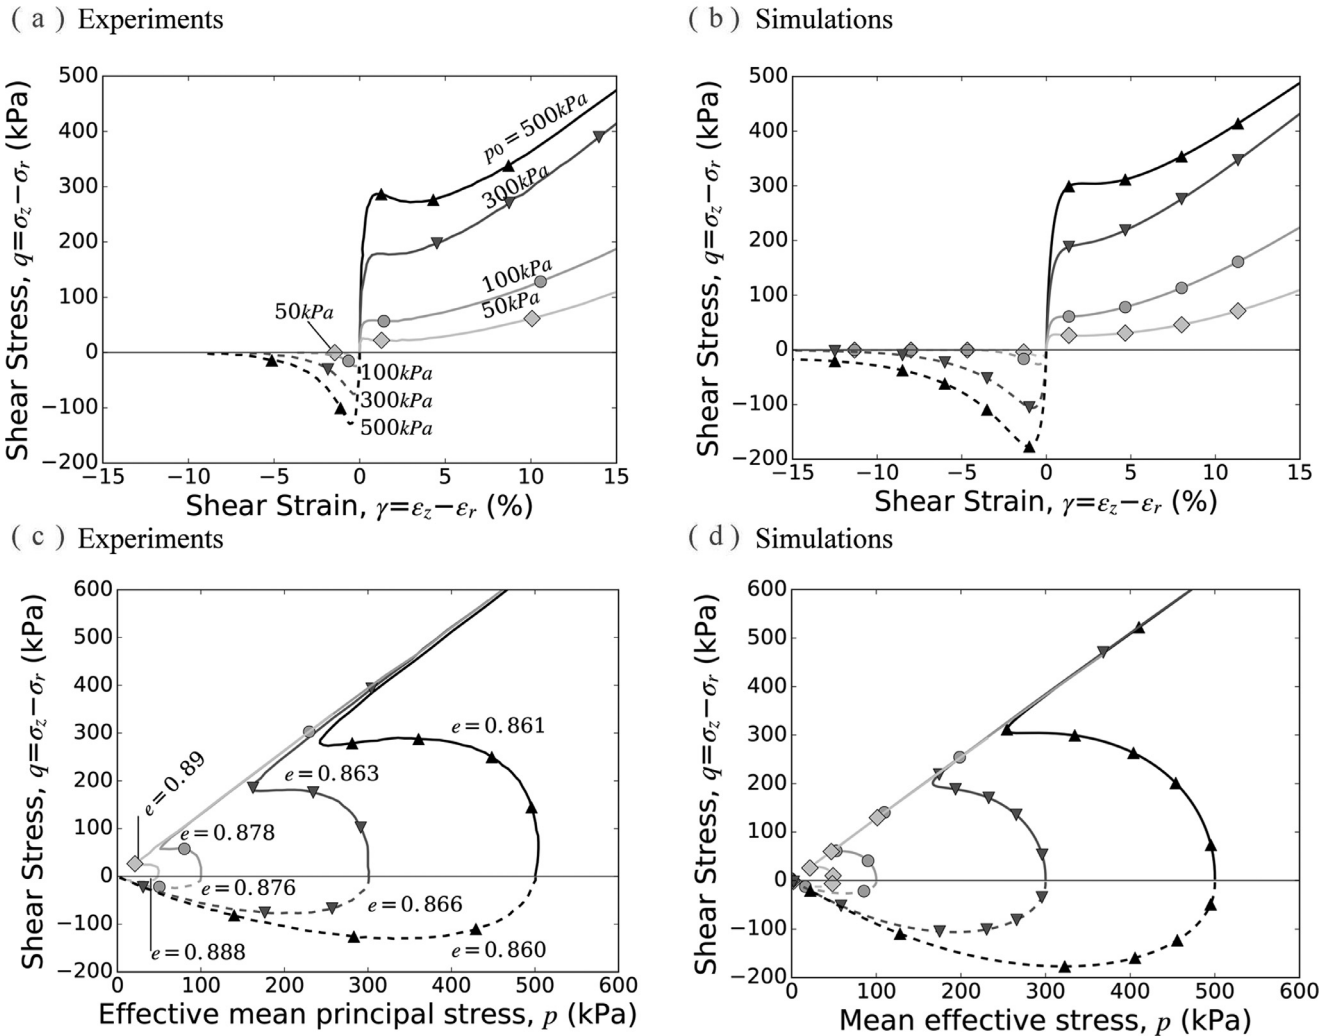 ( a ) Experiments
500
400
300
200
100
0
−100
−200
Shear Stress, q=σz−σr (kPa)
p0=500kPa
300kPa
100kPa
50kPa
50kPa
100kPa
300kPa
500kPa
−15 −10 −5 0 5 10 15
Shear Strain, γ=εz−εr (%)
( b ) Simulations
500
400
300
200
100
0
−100
−200
Shear Stress, q=σz−σr (kPa)
−15 −10 −5 0 5 10 15
Shear Strain, γ=εz−εr (%)
( c ) Experiments
600
500
400
300
200
100
0
−100
−200
Shear Stress, q=σz−σr (kPa)
e=0.861
e=0.89
e=0.863
e=0.878
e=0.876
e=0.866
e=0.888
e=0.860
0 100 200 300 400 500 600
Effective mean principal stress, p (kPa)
( d ) Simulations
600
500
400
300
200
100
0
−100
−200
Shear Stress, q=σz−σr (kPa)
0 100 200 300 400 500 600
Mean effective stress, p (kPa)